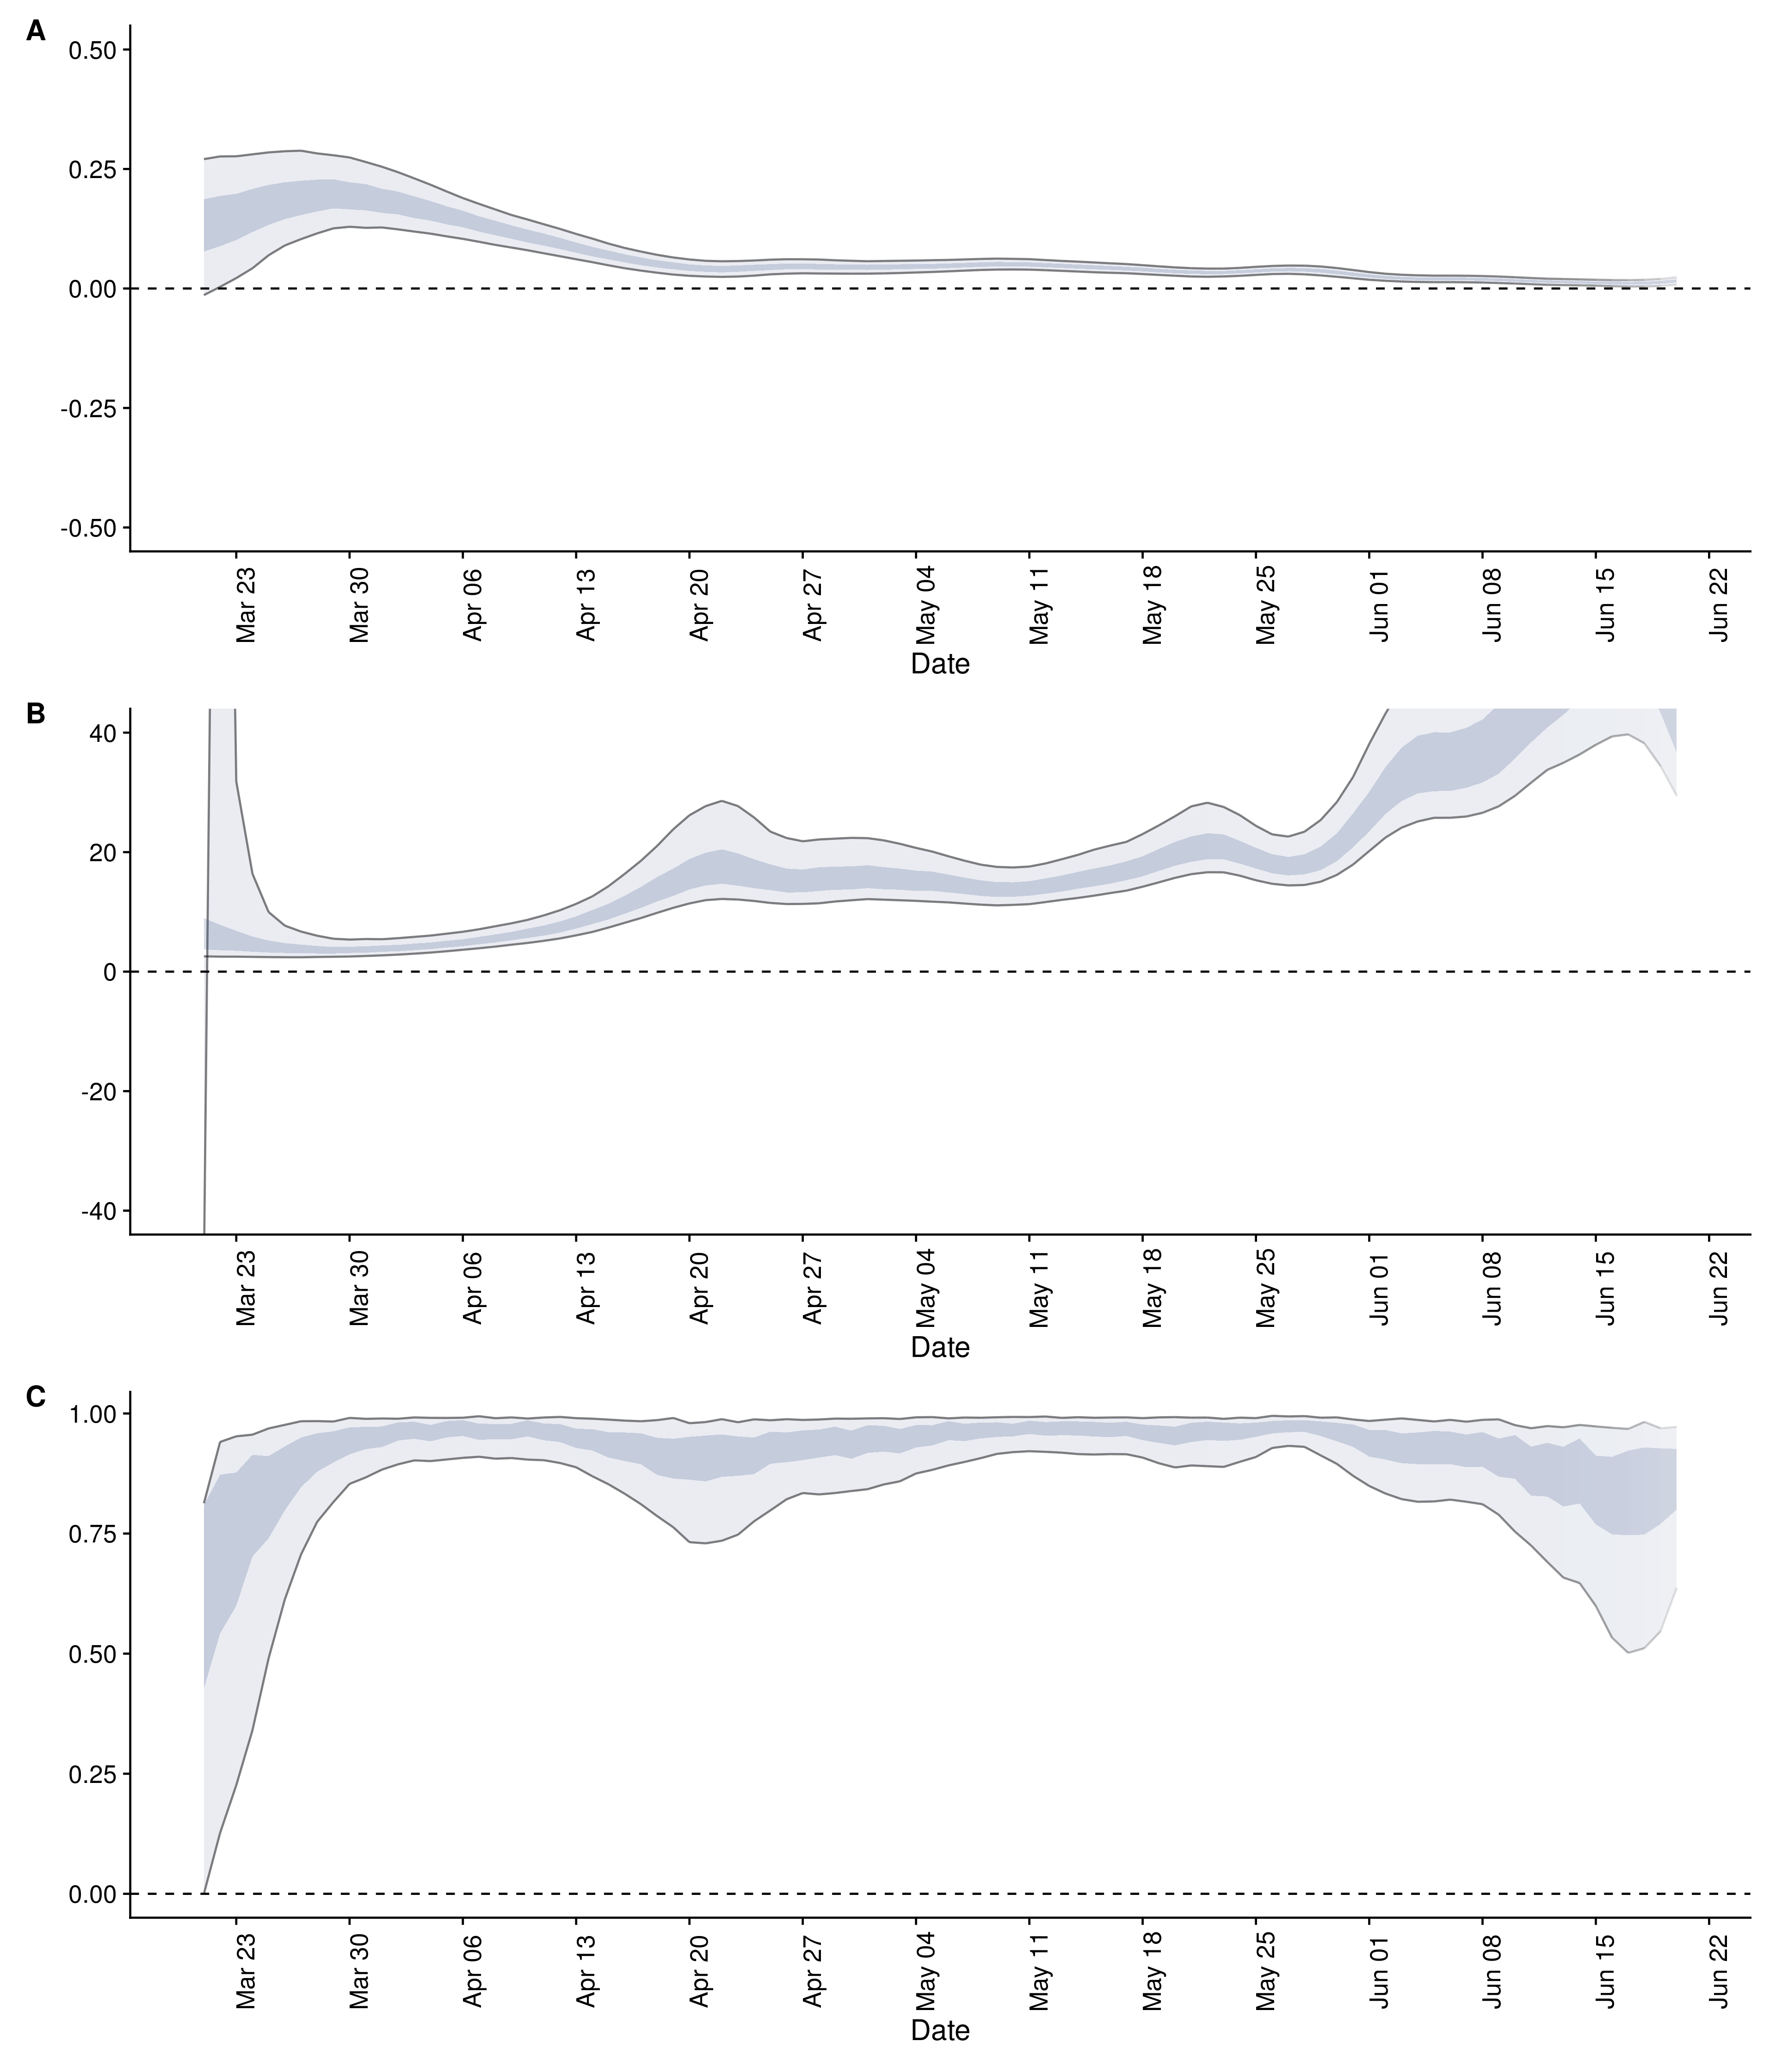 A
0.50
0.25
0.00
-0.25
-0.50
Mar 23
Mar 30
Apr 06
Apr 13
Apr 20
Apr 27
May 04
May 11
May 18
May 25
Jun 01
Jun 08
Jun 15
Jun 22
Date
B
40
20
0
-20
-40
Mar 23
Mar 30
Apr 06
Apr 13
Apr 20
Apr 27
May 04
May 11
May 18
May 25
Jun 01
Jun 08
Jun 15
Jun 22
Date
C
1.00
0.75
0.50
0.25
0.00
Mar 23
Mar 30
Apr 06
Apr 13
Apr 20
Apr 27
May 04
May 11
May 18
May 25
Jun 01
Jun 08
Jun 15
Jun 22
Date